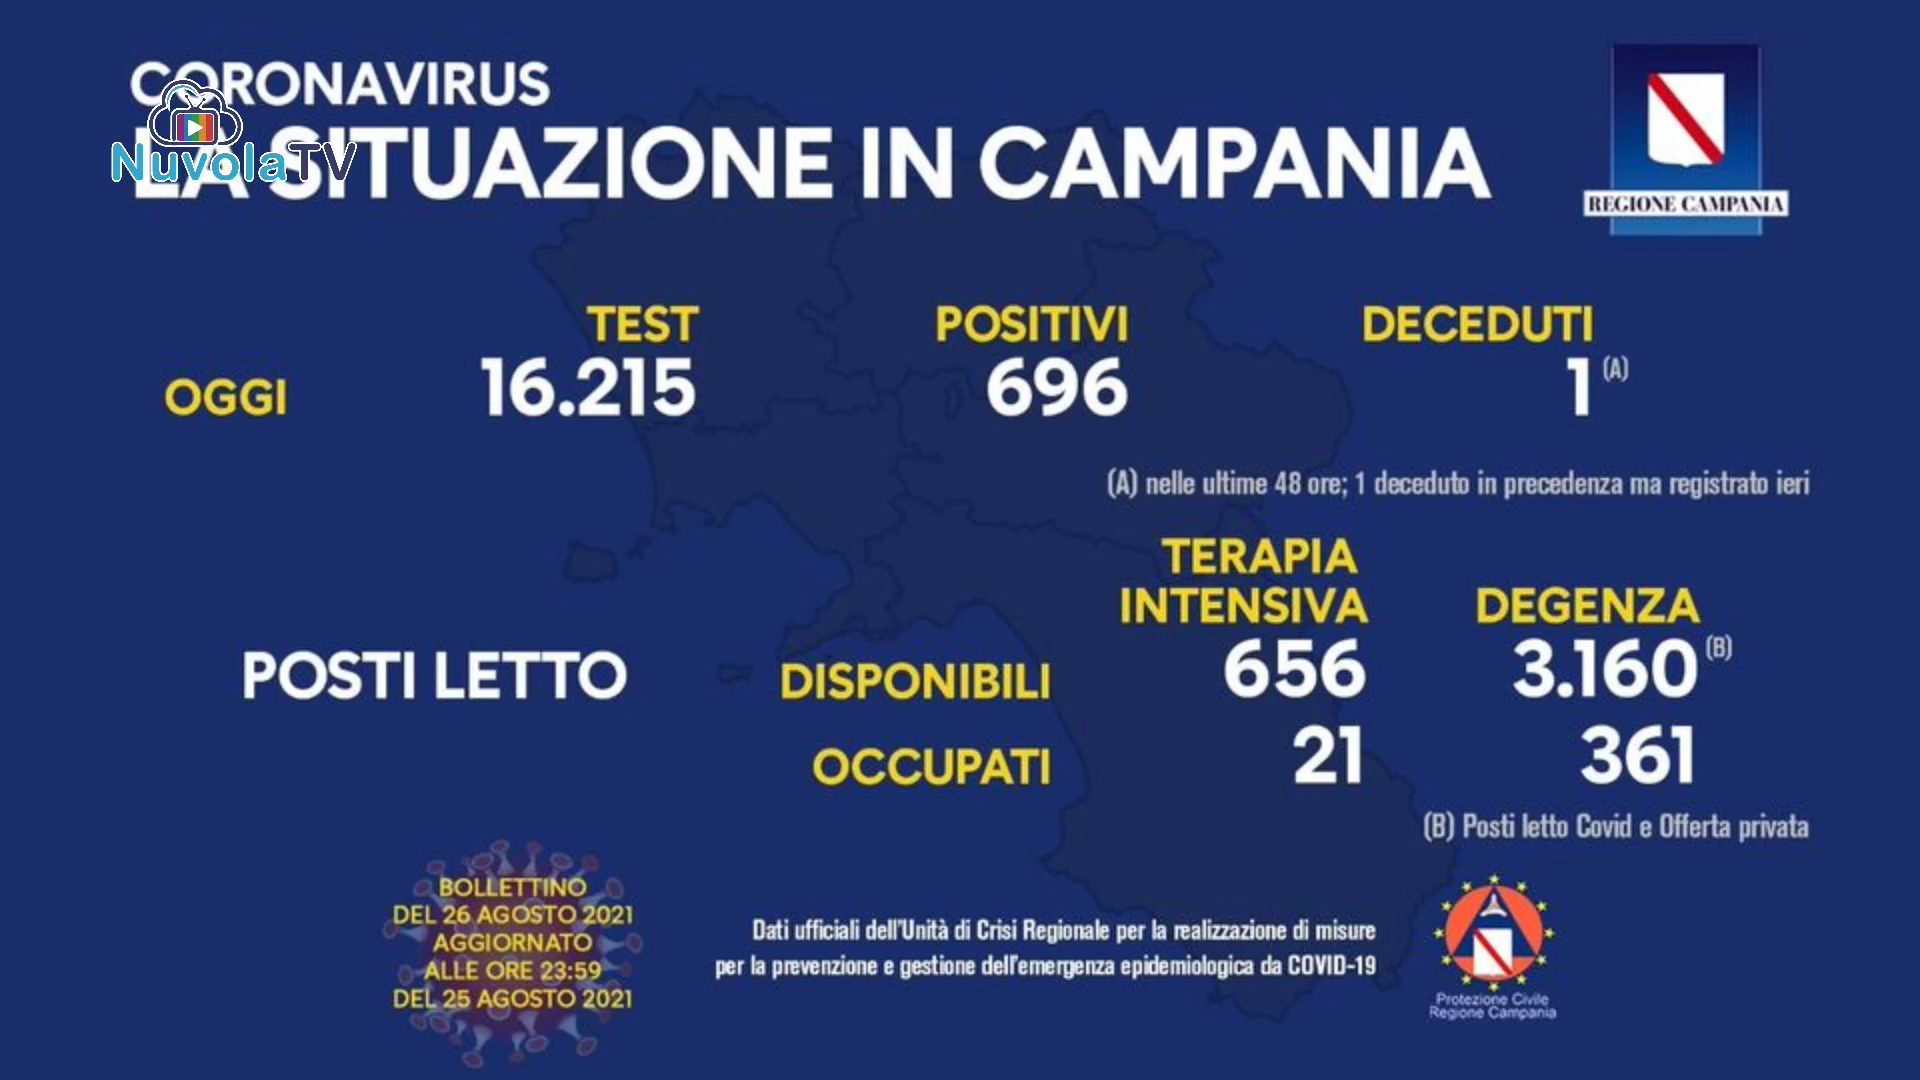 CORONAVIRUS
NuvolaTV
LA SITUAZIONE IN CAMPANIA
REGIONE CAMPANIA
TEST POSITIVI DECEDUTI
OGGI 16.215 696 1 (A)
(A) nelle ultime 48 ore; 1 deceduto in precedenza ma registrato ieri
TERAPIA
INTENSIVA DEGENZA
POSTI LETTO DISPONIBILI 656 3.160 (B)
OCCUPATI 21 361
(B) Posti letto Covid e Offerta privata
BOLLETTINO
DEL 26 AGOSTO 2021
AGGIORNATO
ALLE ORE 23:59
DEL 25 AGOSTO 2021
Dati ufficiali dell'Unità di Crisi Regionale per la realizzazione di misure
per la prevenzione e gestione dell'emergenza epidemiologica da COVID-19
Protezione Civile
Regione Campania